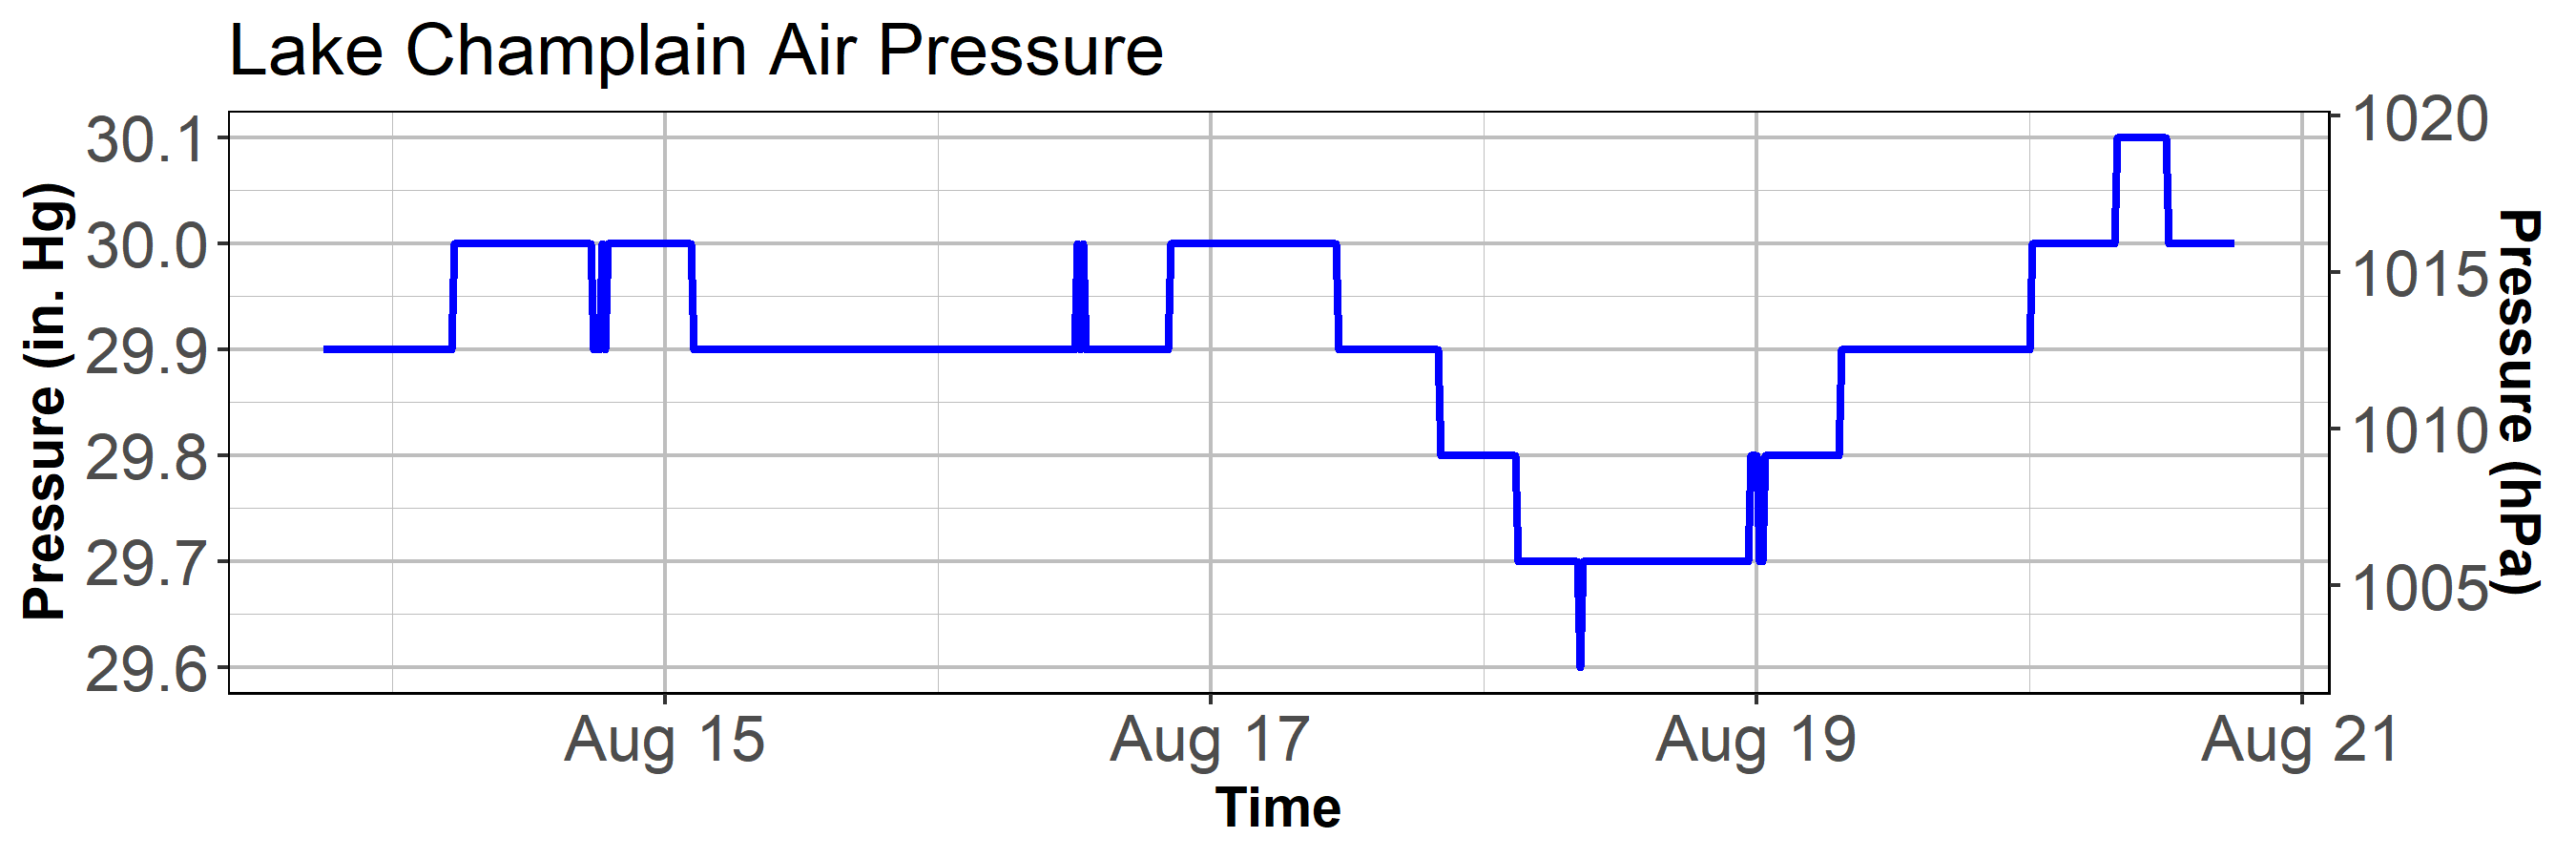 Lake Champlain Air Pressure
Pressure (in. Hg)
30.1
30.0
29.9
29.8
29.7
29.6
1020
1015
1010
1005
Pressure (hPa)
Aug 15 Aug 17 Aug 19 Aug 21
Time